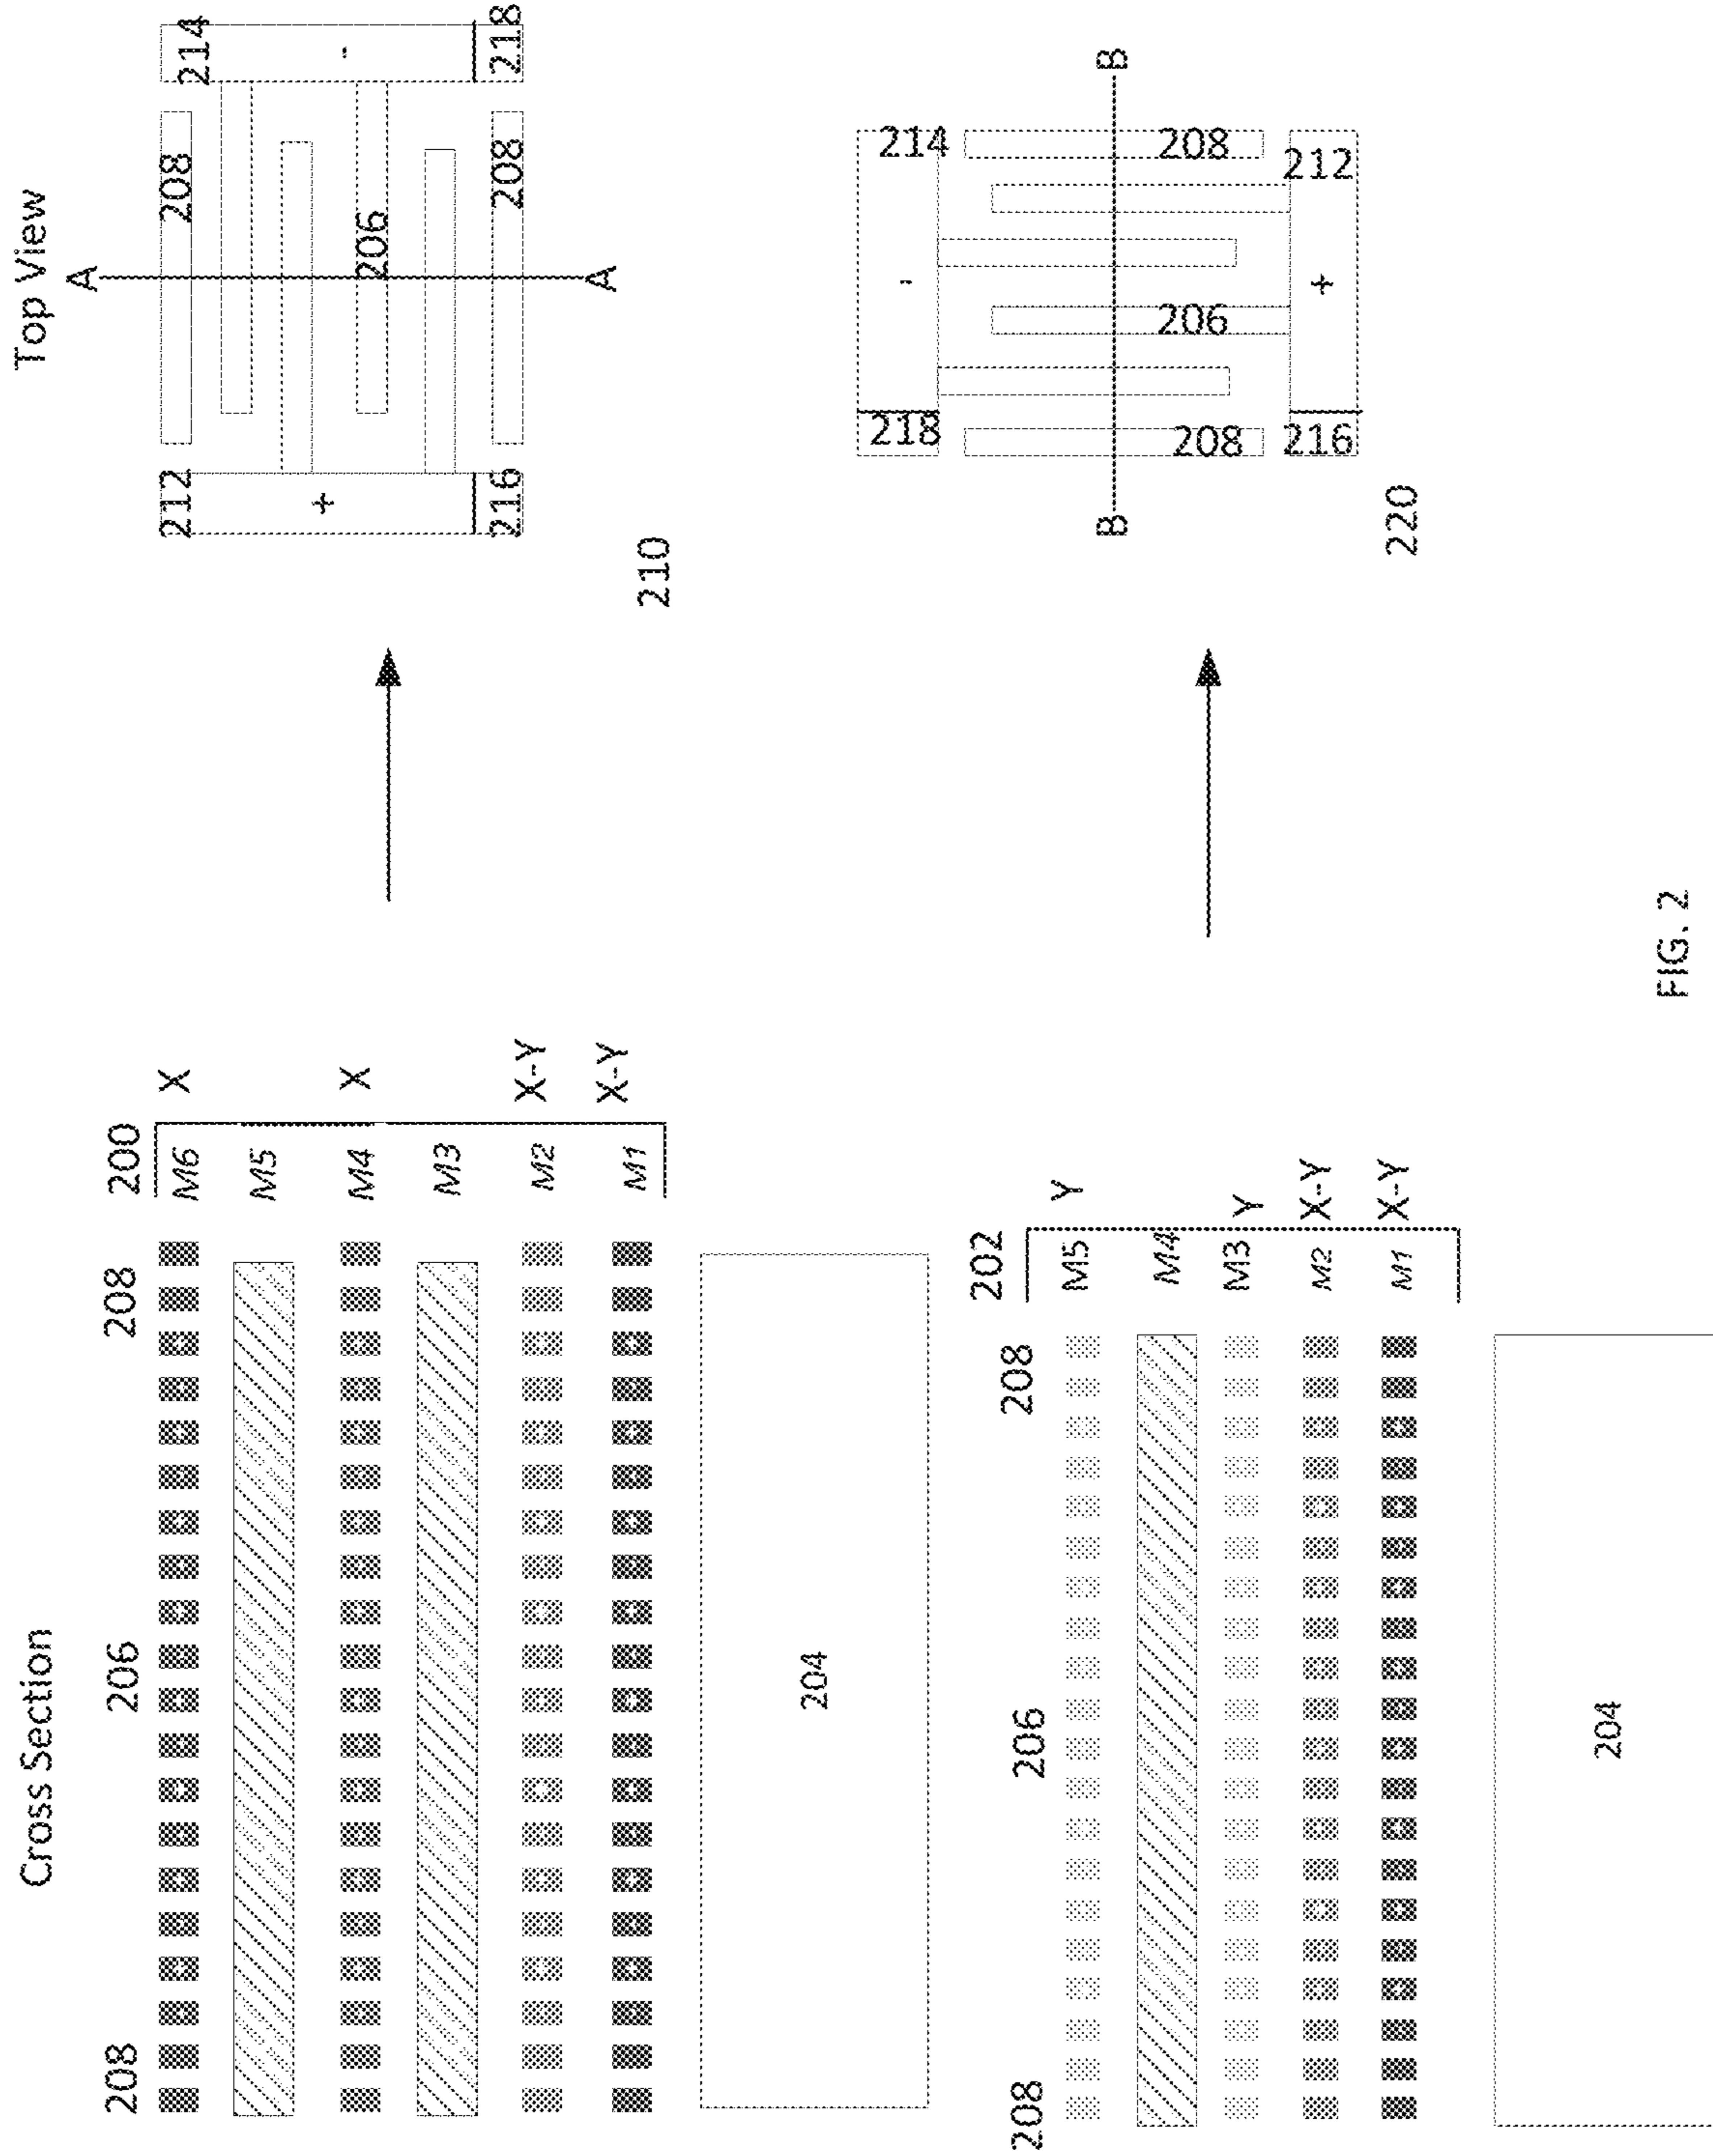 Cross Section
Top View
208 206 208 200
M6 X
M5
M4 X
M3
M2 X-Y
M1 X-Y
204
A
212 208 214
+ -
206
216 208 218
A
210
208 206 208 202
M5 Y
M4
M3 Y
M2 X-Y
M1 X-Y
204
218 - 214
B B
208 206 208
216 + 212
220
FIG. 2